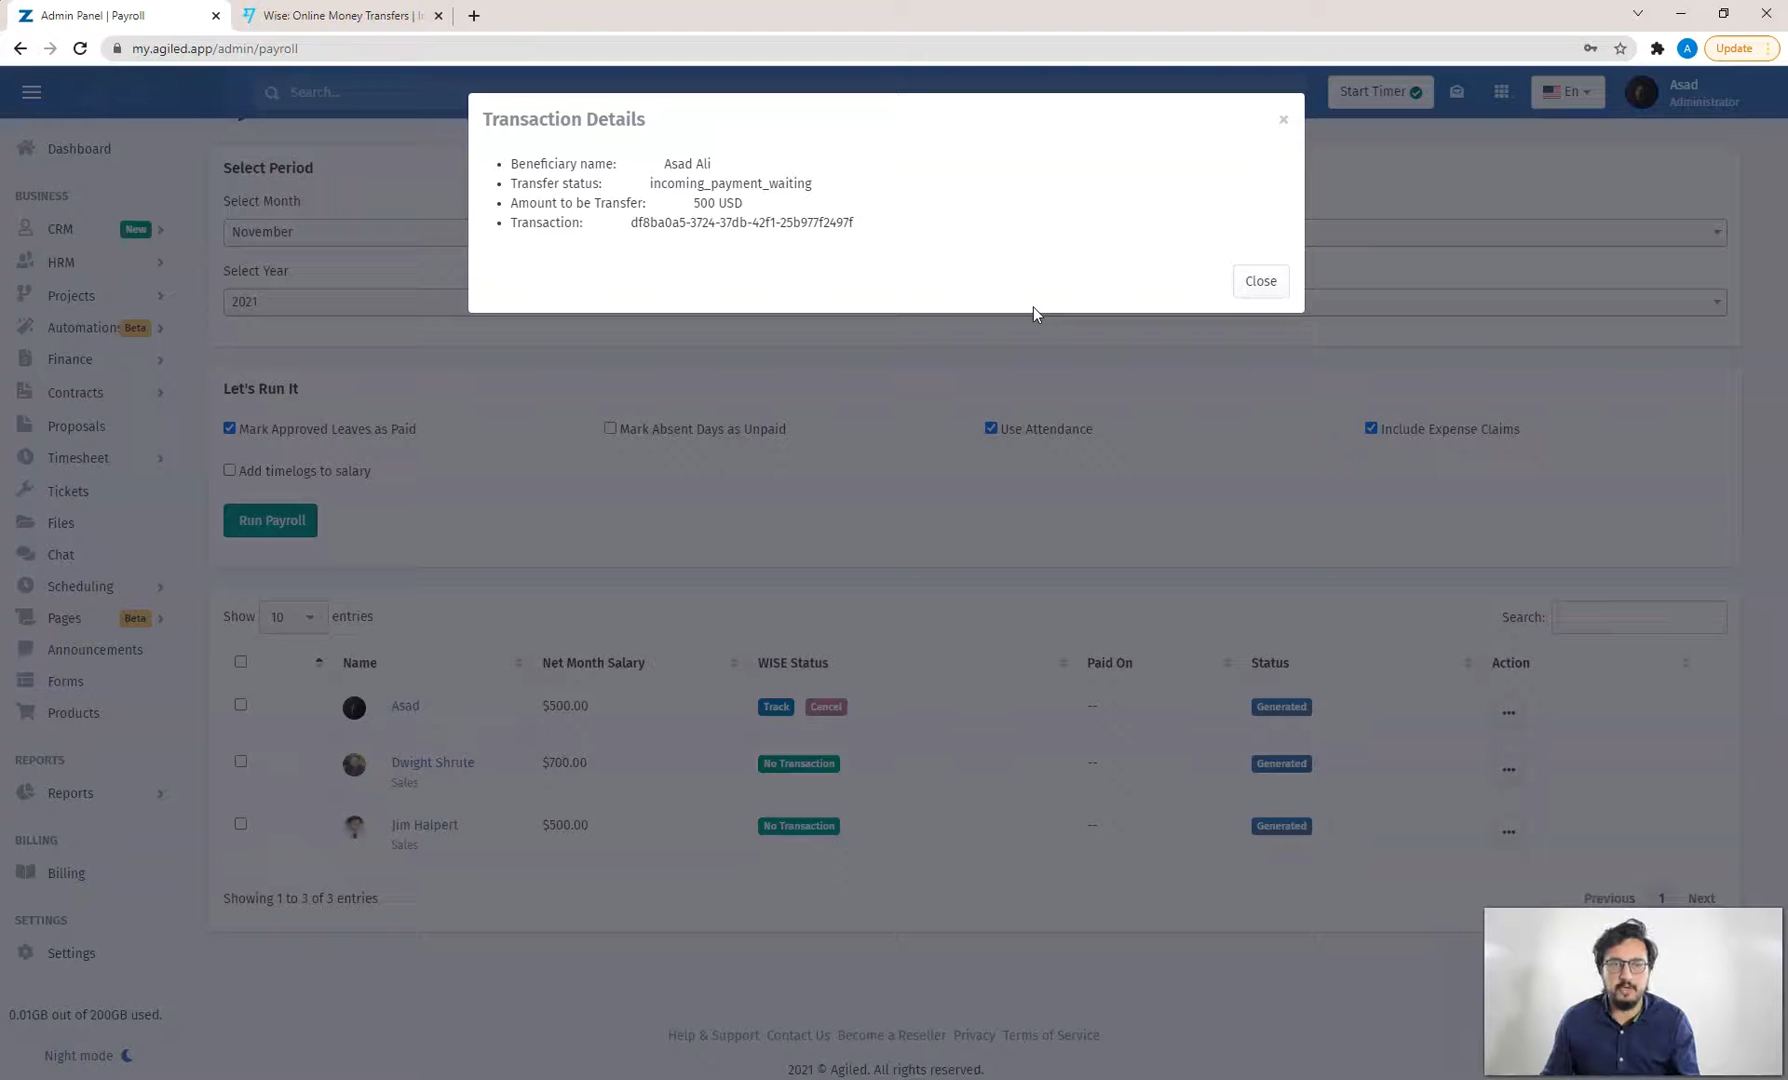 Admin Panel | Payroll
Wise: Online Money Transfers |
my.agiled.app/admin/payroll
A
Update
Search...
Start Timer
En
Asad
Administrator
Transaction Details
Beneficiary name: Asad Ali
Transfer status: incoming_payment_waiting
Amount to be Transfer: 500 USD
Transaction: df8ba0a5-3724-37db-42f1-25b977f2497f
Close
Dashboard
BUSINESS
CRM New
HRM
Projects
Automations Beta
Finance
Contracts
Proposals
Timesheet
Tickets
Files
Chat
Scheduling
Pages Beta
Announcements
Forms
Products
REPORTS
Reports
BILLING
Billing
SETTINGS
Settings
0.01GB out of 200GB used.
Night mode
Select Period
Select Month
November
Select Year
2021
Let's Run It
Mark Approved Leaves as Paid
Mark Absent Days as Unpaid
Use Attendance
Include Expense Claims
Add timelogs to salary
Run Payroll
Show 10 entries
Search:
Name Net Month Salary WISE Status Paid On Status Action
Asad $500.00 Track Cancel -- Generated ...
Dwight Shrute $700.00 No Transaction -- Generated ...
Sales
Jim Halpert $500.00 No Transaction -- Generated ...
Sales
Showing 1 to 3 of 3 entries
Previous 1 Next
Help & Support Contact Us Become a Reseller Privacy Terms of Service
2021 © Agiled. All rights reserved.